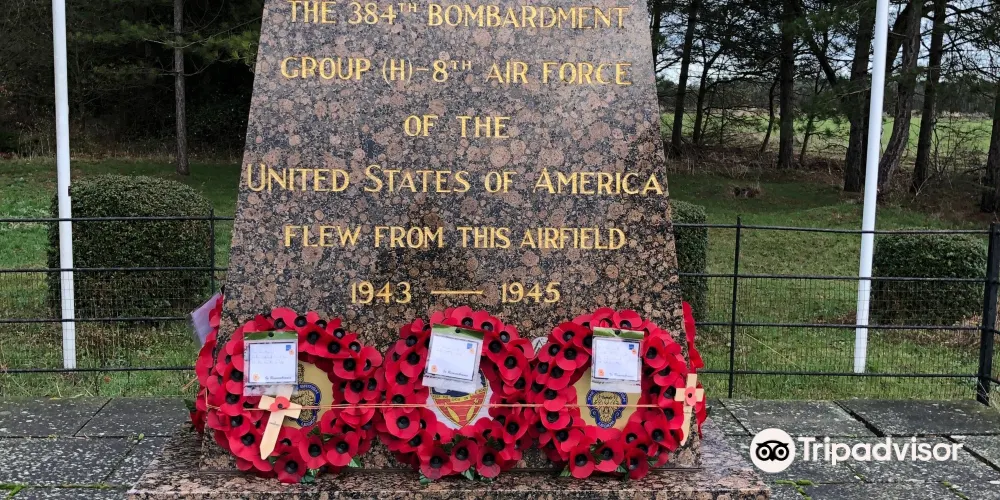 THE 384TH BOMBARDMENT
GROUP (H)-8TH AIR FORCE
OF THE
UNITED STATES OF AMERICA
FLEW FROM THIS AIRFIELD
1943 — 1945
Tripadvisor